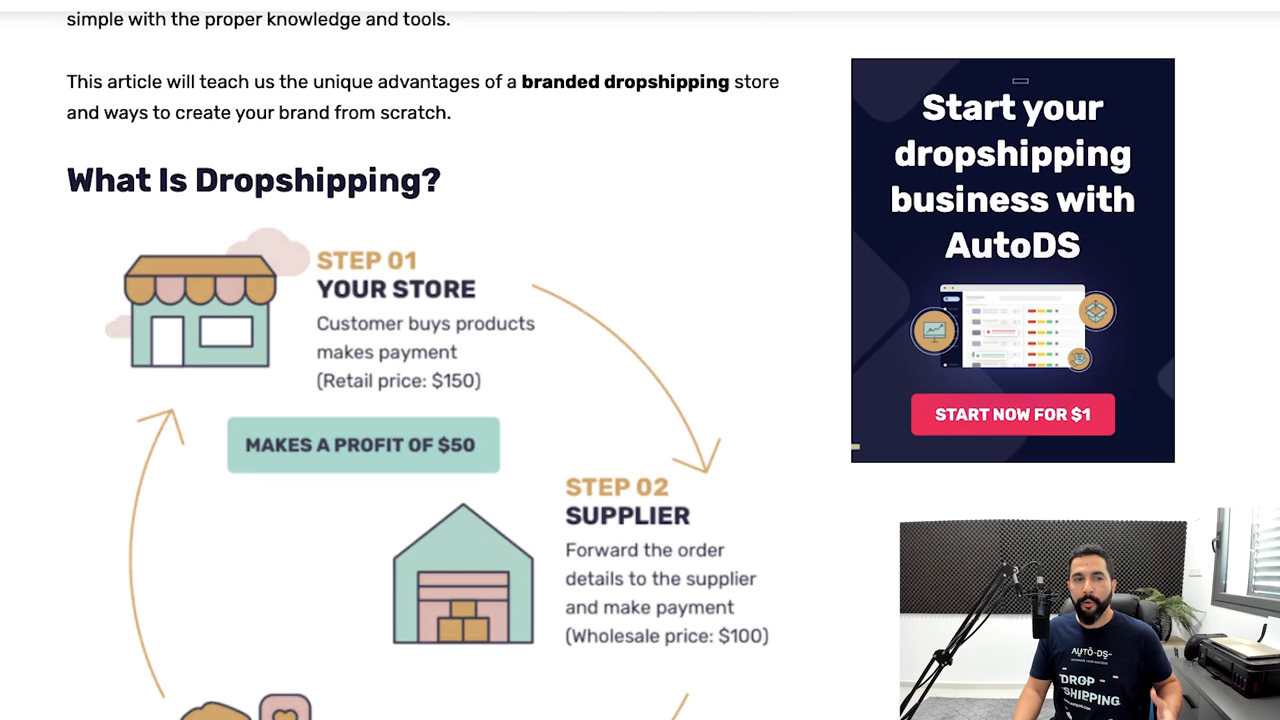 simple with the proper knowledge and tools.
This article will teach us the unique advantages of a branded dropshipping store
and ways to create your brand from scratch.
What Is Dropshipping?
STEP 01
YOUR STORE
Customer buys products
makes payment
(Retail price: $150)
MAKES A PROFIT OF $50
STEP 02
SUPPLIER
Forward the order
details to the supplier
and make payment
(Wholesale price: $100)
Start your
dropshipping
business with
AutoDS
START NOW FOR $1
AUTO-DS
DROP
SHIPPING